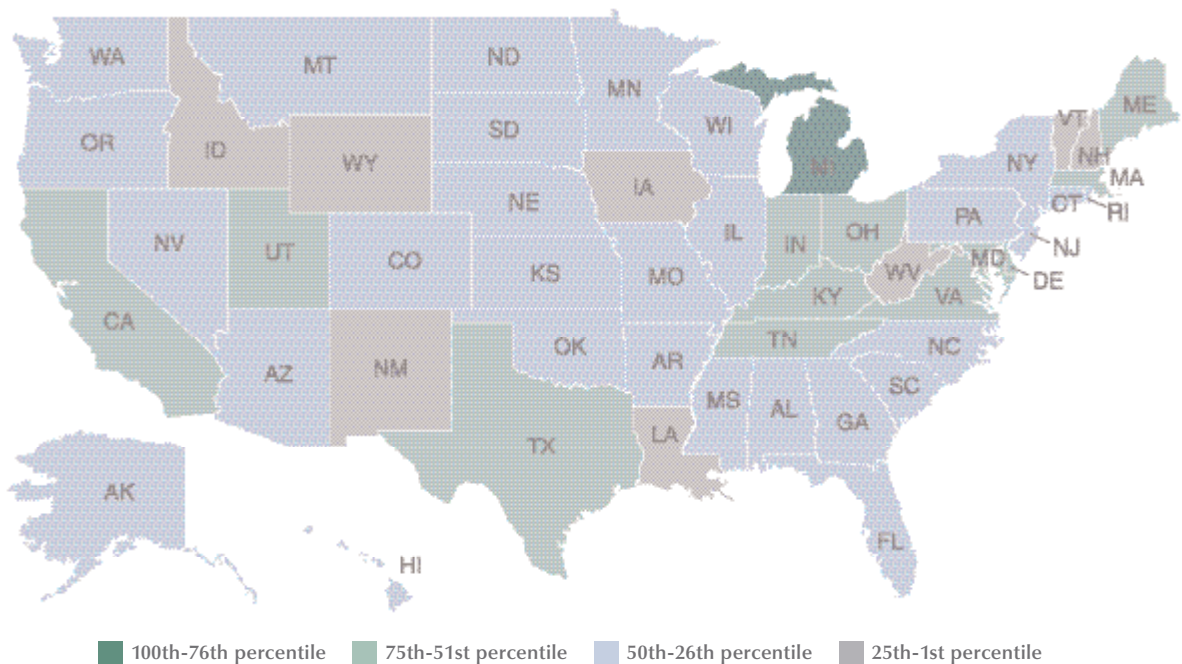 WA
MT
ND
MN
ME
VT
NH
OR
ID
SD
WI
MI
NY
MA
WY
IA
NE
CT
RI
PA
NV
UT
CO
IL
IN
OH
NJ
KS
MO
WV
MD
DE
CA
KY
VA
TN
NC
AZ
NM
OK
AR
SC
MS
AL
GA
LA
TX
AK
FL
HI
100th-76th percentile
75th-51st percentile
50th-26th percentile
25th-1st percentile